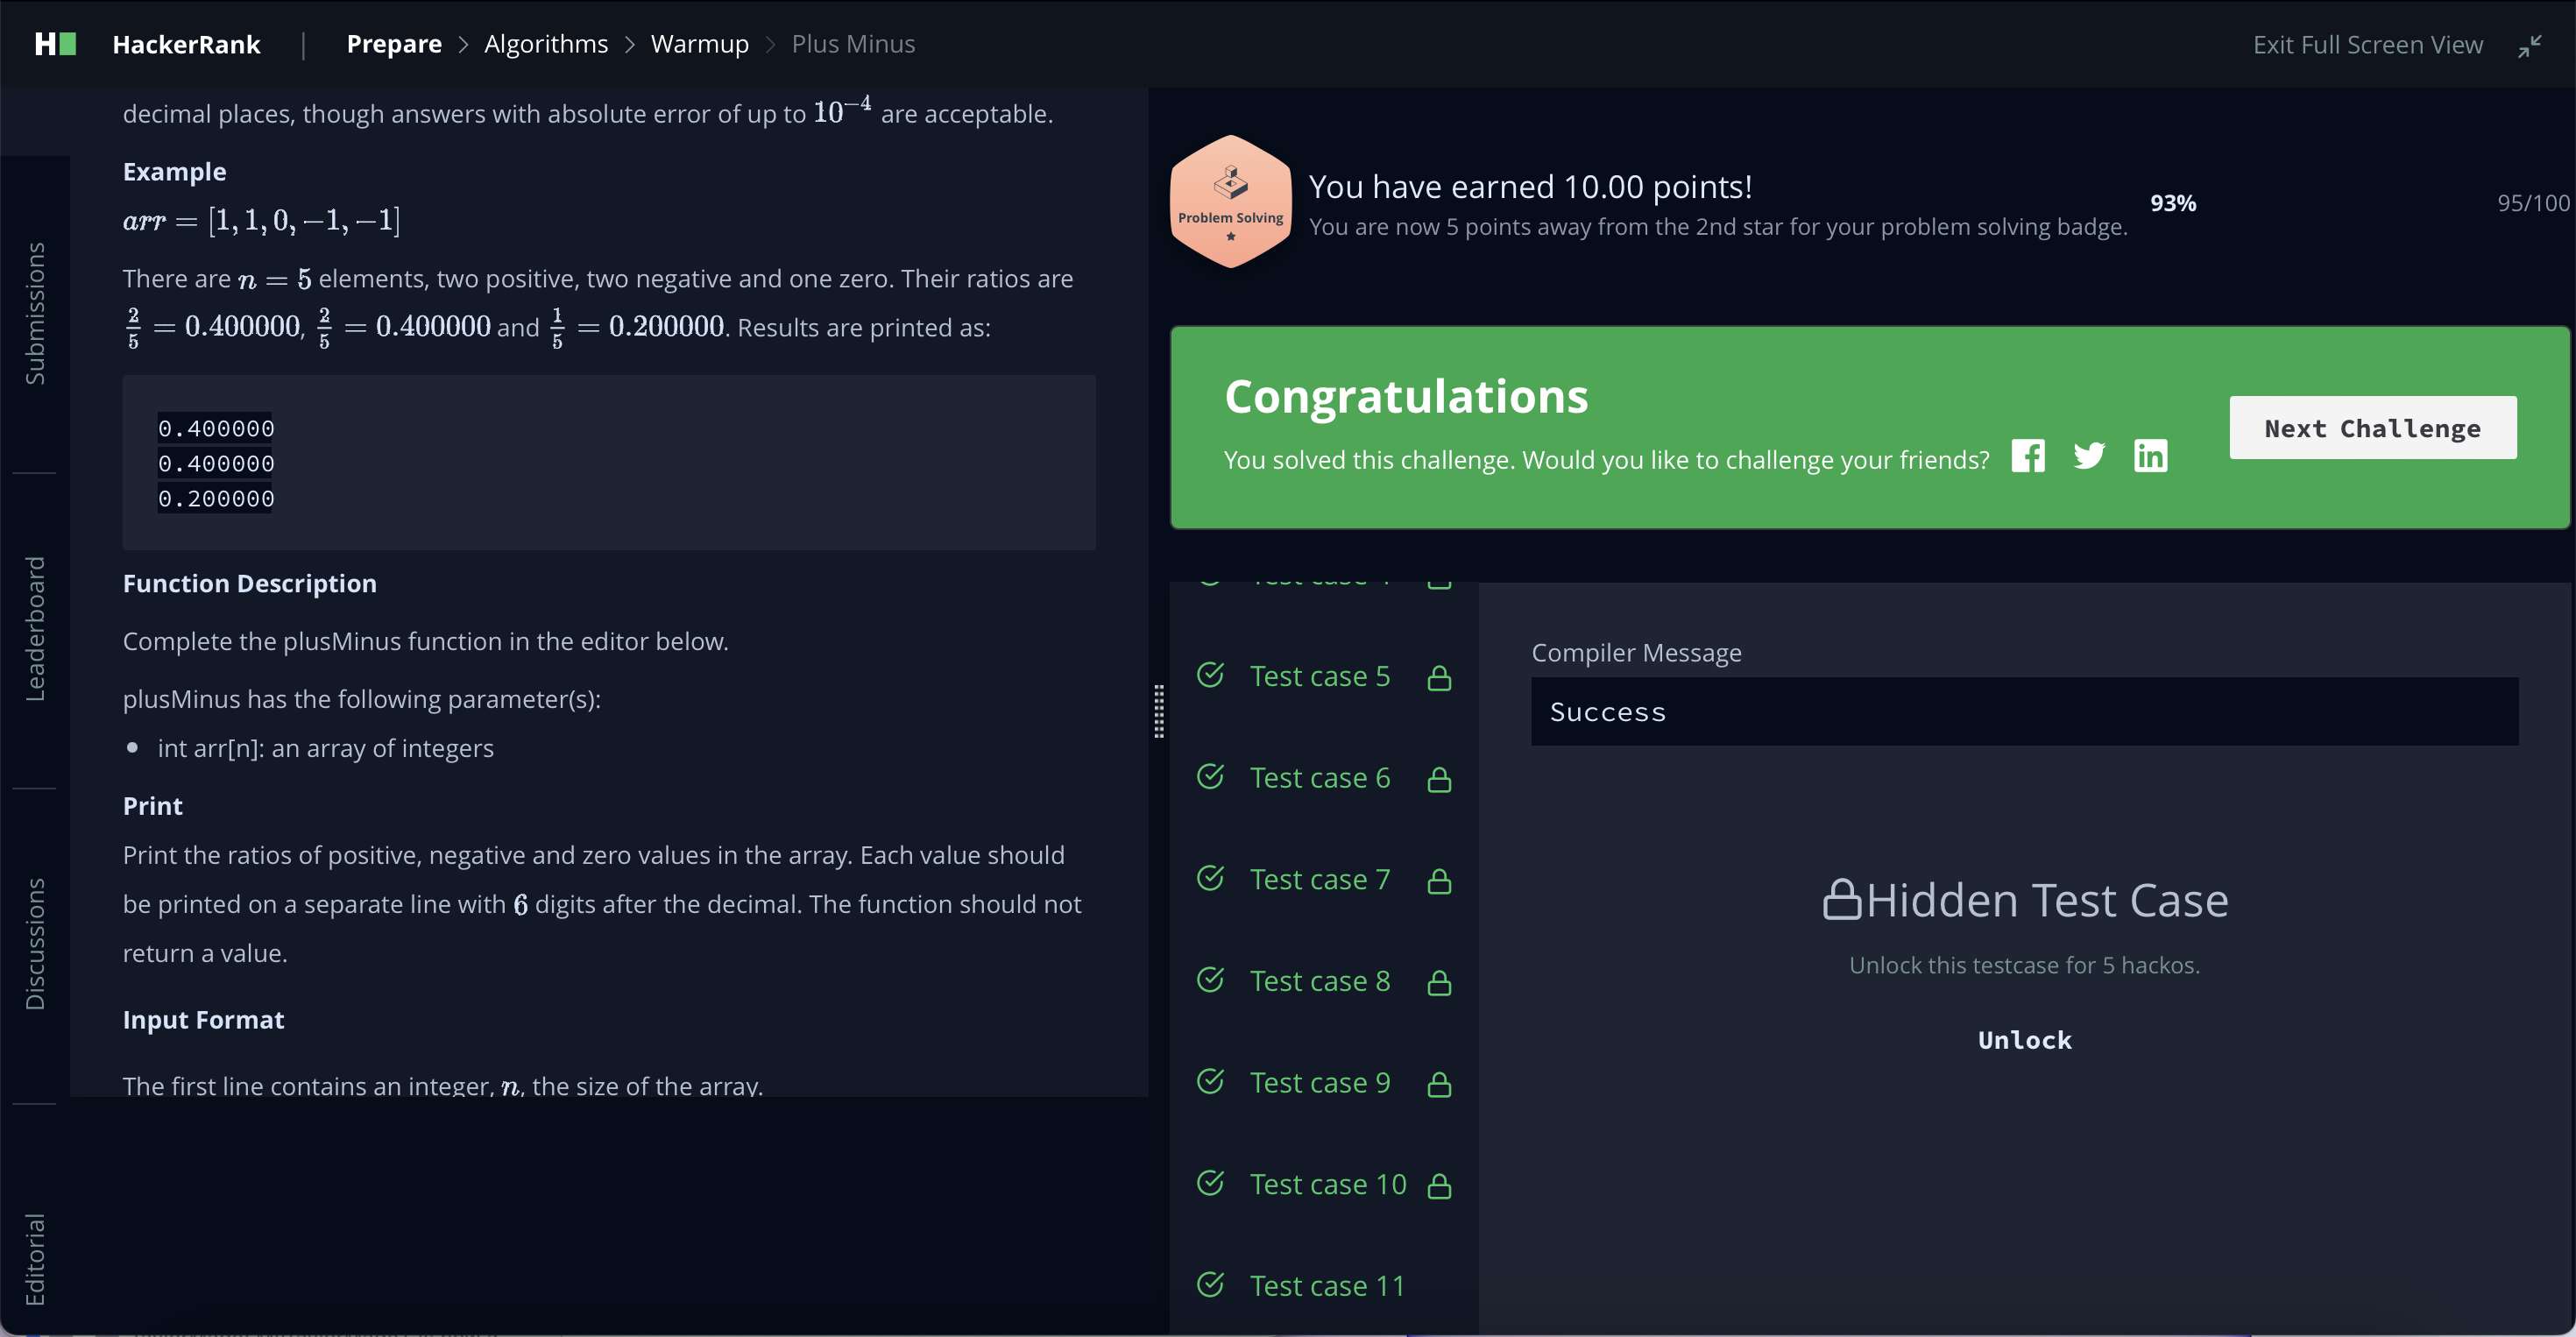 H HackerRank | Prepare > Algorithms > Warmup > Plus Minus
Exit Full Screen View
Submissions
Leaderboard
Discussions
Editorial
decimal places, though answers with absolute error of up to 10⁻⁴ are acceptable.
Example
arr = [1, 1, 0, −1, −1]
There are n = 5 elements, two positive, two negative and one zero. Their ratios are
2/5 = 0.400000, 2/5 = 0.400000 and 1/5 = 0.200000. Results are printed as:
0.400000
0.400000
0.200000
Function Description
Complete the plusMinus function in the editor below.
plusMinus has the following parameter(s):
• int arr[n]: an array of integers
Print
Print the ratios of positive, negative and zero values in the array. Each value should
be printed on a separate line with 6 digits after the decimal. The function should not
return a value.
Input Format
The first line contains an integer, n, the size of the array.
Problem Solving
You have earned 10.00 points!
You are now 5 points away from the 2nd star for your problem solving badge.
93%
95/100
Congratulations
You solved this challenge. Would you like to challenge your friends?
Next Challenge
Test case 5
Test case 6
Test case 7
Test case 8
Test case 9
Test case 10
Test case 11
Compiler Message
Success
Hidden Test Case
Unlock this testcase for 5 hackos.
Unlock